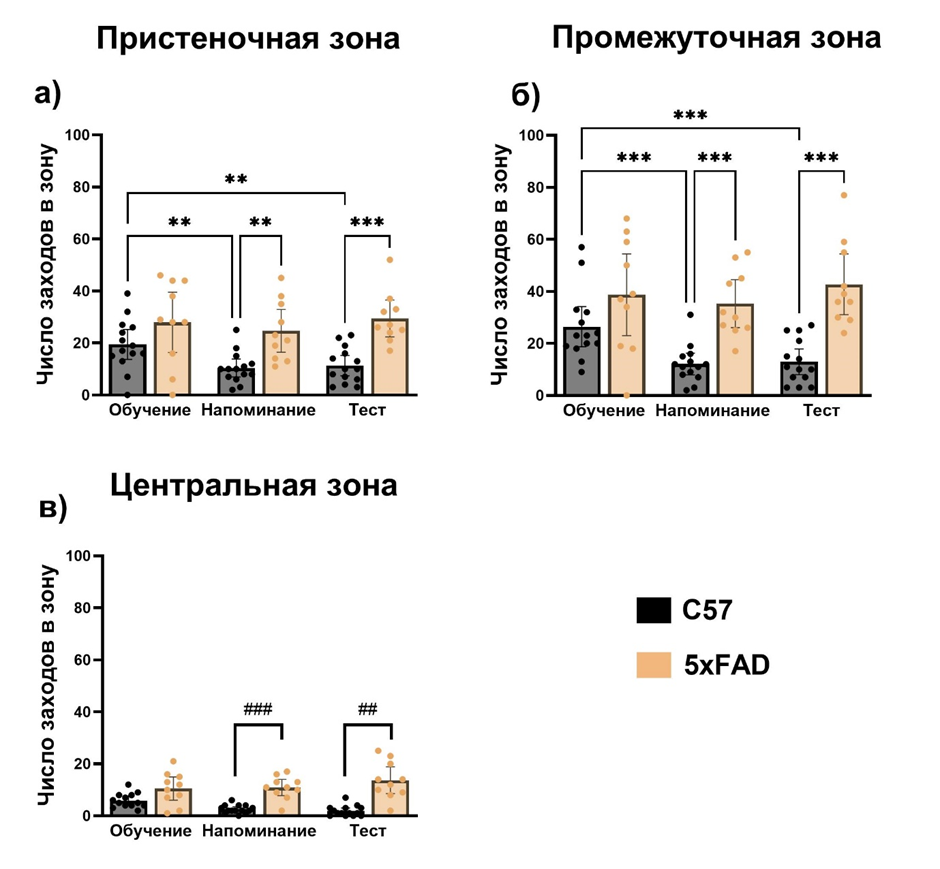 Пристеночная зона
Промежуточная зона
а)
б)
Число заходов в зону
100
80
60
40
20
0
**
**
**
***
Обучение
Напоминание
Тест
Число заходов в зону
100
80
60
40
20
0
***
***
***
***
Обучение
Напоминание
Тест
Центральная зона
в)
Число заходов в зону
100
80
60
40
20
0
###
##
Обучение
Напоминание
Тест
C57
5xFAD